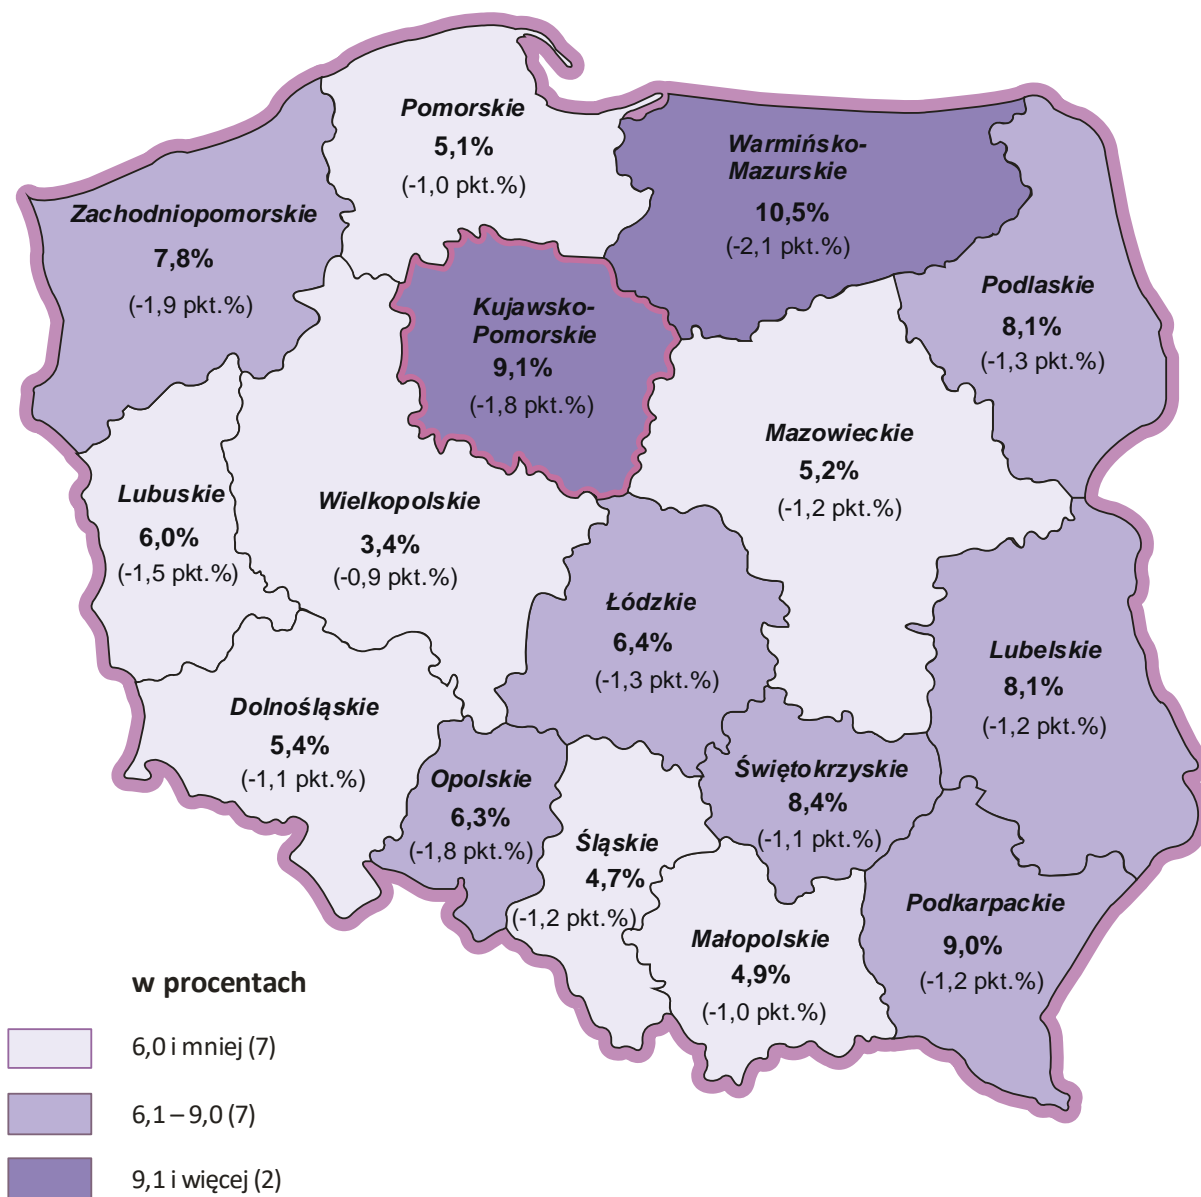 Pomorskie
5,1%
(-1,0 pkt.%)
Warmińsko-
Mazurskie
10,5%
(-2,1 pkt.%)
Zachodniopomorskie
7,8%
(-1,9 pkt.%)
Podlaskie
8,1%
(-1,3 pkt.%)
Kujawsko-
Pomorskie
9,1%
(-1,8 pkt.%)
Mazowieckie
5,2%
(-1,2 pkt.%)
Lubuskie
6,0%
(-1,5 pkt.%)
Wielkopolskie
3,4%
(-0,9 pkt.%)
Łódzkie
6,4%
(-1,3 pkt.%)
Lubelskie
8,1%
(-1,2 pkt.%)
Dolnośląskie
5,4%
(-1,1 pkt.%)
Opolskie
6,3%
(-1,8 pkt.%)
Świętokrzyskie
8,4%
(-1,1 pkt.%)
Śląskie
4,7%
(-1,2 pkt.%)
Małopolskie
4,9%
(-1,0 pkt.%)
Podkarpackie
9,0%
(-1,2 pkt.%)
w procentach
6,0 i mniej (7)
6,1 – 9,0 (7)
9,1 i więcej (2)